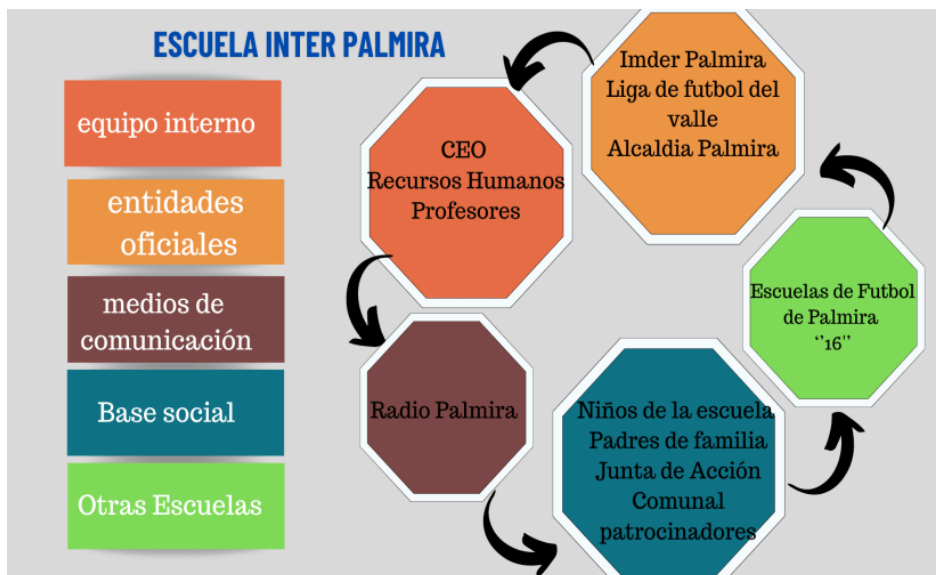 ESCUELA INTER PALMIRA
equipo interno
entidades
oficiales
medios de
comunicación
Base social
Otras Escuelas
Imder Palmira
Liga de futbol del
valle
Alcaldia Palmira
CEO
Recursos Humanos
Profesores
Escuelas de Futbol
de Palmira
‘’16"
Radio Palmira
Niños de la escuela
Padres de familia
Junta de Acción
Comunal
patrocinadores